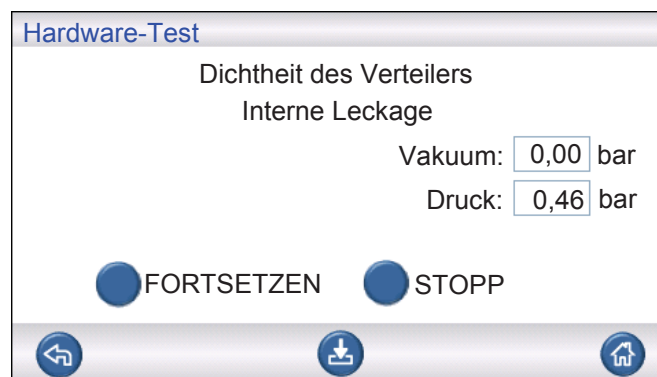 Hardware-Test
Dichtheit des Verteilers
Interne Leckage
Vakuum: 0,00 bar
Druck: 0,46 bar
FORTSETZEN STOPP